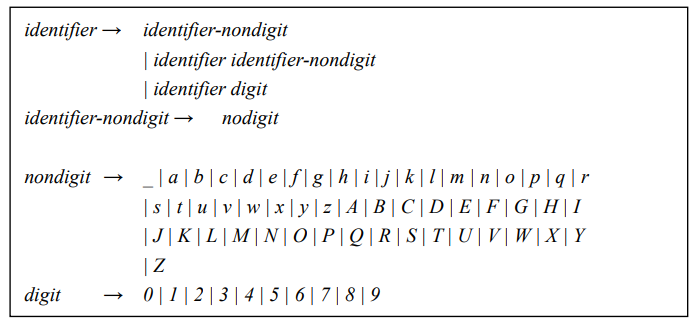 identifier → identifier-nondigit
| identifier identifier-nondigit
| identifier digit
identifier-nondigit → nodigit
nondigit → _ | a | b | c | d | e | f | g | h | i | j | k | l | m | n | o | p | q | r
| s | t | u | v | w | x | y | z | A | B | C | D | E | F | G | H | I
| J | K | L | M | N | O | P | Q | R | S | T | U | V | W | X | Y
| Z
digit → 0 | 1 | 2 | 3 | 4 | 5 | 6 | 7 | 8 | 9